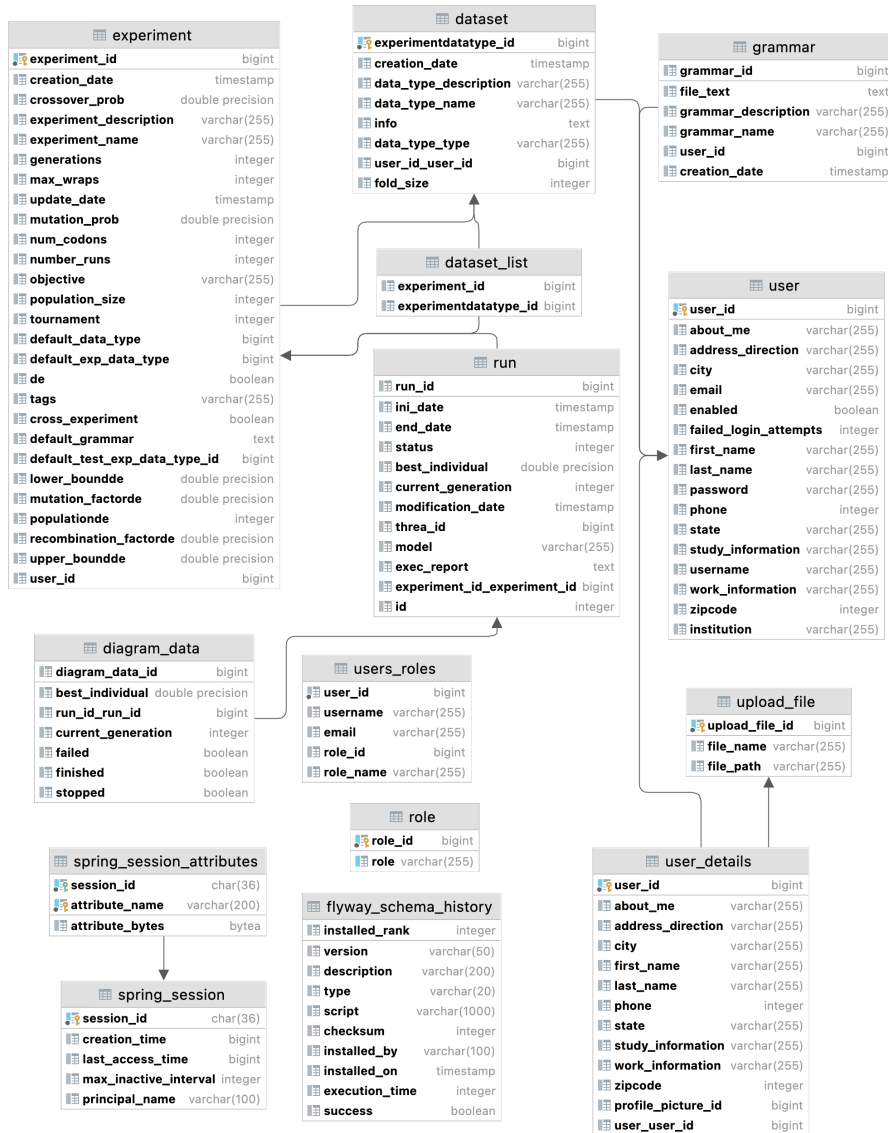 experiment
experiment_id bigint
creation_date timestamp
crossover_prob double precision
experiment_description varchar(255)
experiment_name varchar(255)
generations integer
max_wraps integer
update_date timestamp
mutation_prob double precision
num_codons integer
number_runs integer
objective varchar(255)
population_size integer
tournament integer
default_data_type bigint
default_exp_data_type bigint
de boolean
tags varchar(255)
cross_experiment boolean
default_grammar text
default_test_exp_data_type_id bigint
lower_boundde double precision
mutation_factorde double precision
populationde integer
recombination_factorde double precision
upper_boundde double precision
user_id bigint
dataset
experimentdatatype_id bigint
creation_date timestamp
data_type_description varchar(255)
data_type_name varchar(255)
info text
data_type_type varchar(255)
user_id_user_id bigint
fold_size integer
grammar
grammar_id bigint
file_text text
grammar_description varchar(255)
grammar_name varchar(255)
user_id bigint
creation_date timestamp
dataset_list
experiment_id bigint
experimentdatatype_id bigint
run
run_id bigint
ini_date timestamp
end_date timestamp
status integer
best_individual double precision
current_generation integer
modification_date timestamp
threa_id bigint
model varchar(255)
exec_report text
experiment_id_experiment_id bigint
id integer
user
user_id bigint
about_me varchar(255)
address_direction varchar(255)
city varchar(255)
email varchar(255)
enabled boolean
failed_login_attempts integer
first_name varchar(255)
last_name varchar(255)
password varchar(255)
phone integer
state varchar(255)
study_information varchar(255)
username varchar(255)
work_information varchar(255)
zipcode integer
institution varchar(255)
diagram_data
diagram_data_id bigint
best_individual double precision
run_id_run_id bigint
current_generation integer
failed boolean
finished boolean
stopped boolean
users_roles
user_id bigint
username varchar(255)
email varchar(255)
role_id bigint
role_name varchar(255)
upload_file
upload_file_id bigint
file_name varchar(255)
file_path varchar(255)
role
role_id bigint
role varchar(255)
spring_session_attributes
session_id char(36)
attribute_name varchar(200)
attribute_bytes bytea
spring_session
session_id char(36)
creation_time bigint
last_access_time bigint
max_inactive_interval integer
principal_name varchar(100)
flyway_schema_history
installed_rank integer
version varchar(50)
description varchar(200)
type varchar(20)
script varchar(1000)
checksum integer
installed_by varchar(100)
installed_on timestamp
execution_time integer
success boolean
user_details
user_id bigint
about_me varchar(255)
address_direction varchar(255)
city varchar(255)
first_name varchar(255)
last_name varchar(255)
phone integer
state varchar(255)
study_information varchar(255)
work_information varchar(255)
zipcode integer
profile_picture_id bigint
user_user_id bigint